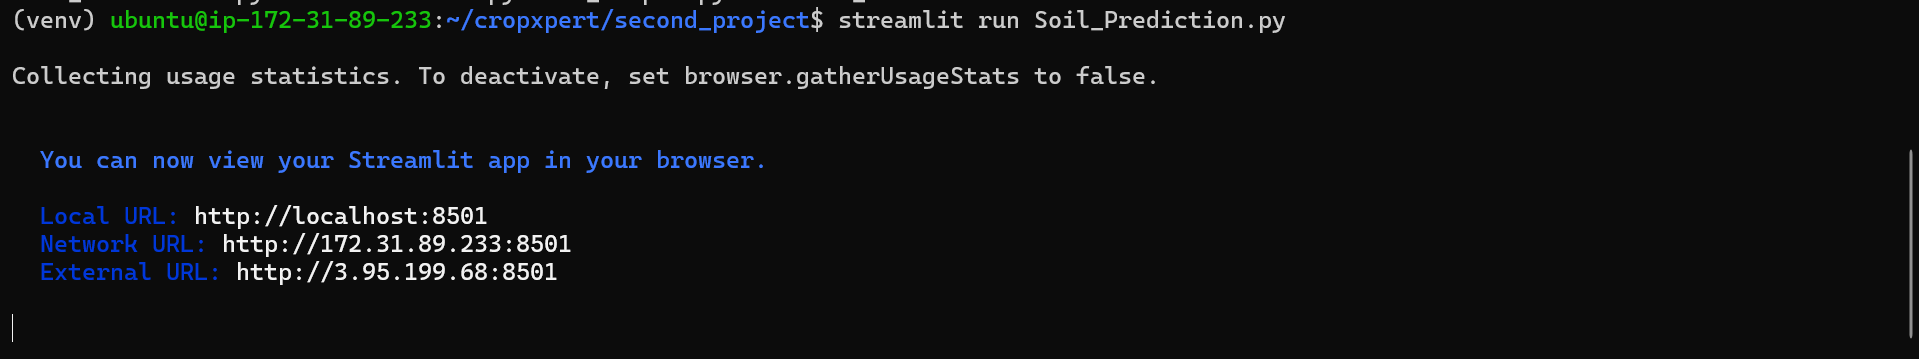 (venv) ubuntu@ip-172-31-89-233:~/cropxpert/second_project$ streamlit run Soil_Prediction.py
Collecting usage statistics. To deactivate, set browser.gatherUsageStats to false.
You can now view your Streamlit app in your browser.
Local URL: http://localhost:8501
Network URL: http://172.31.89.233:8501
External URL: http://3.95.199.68:8501